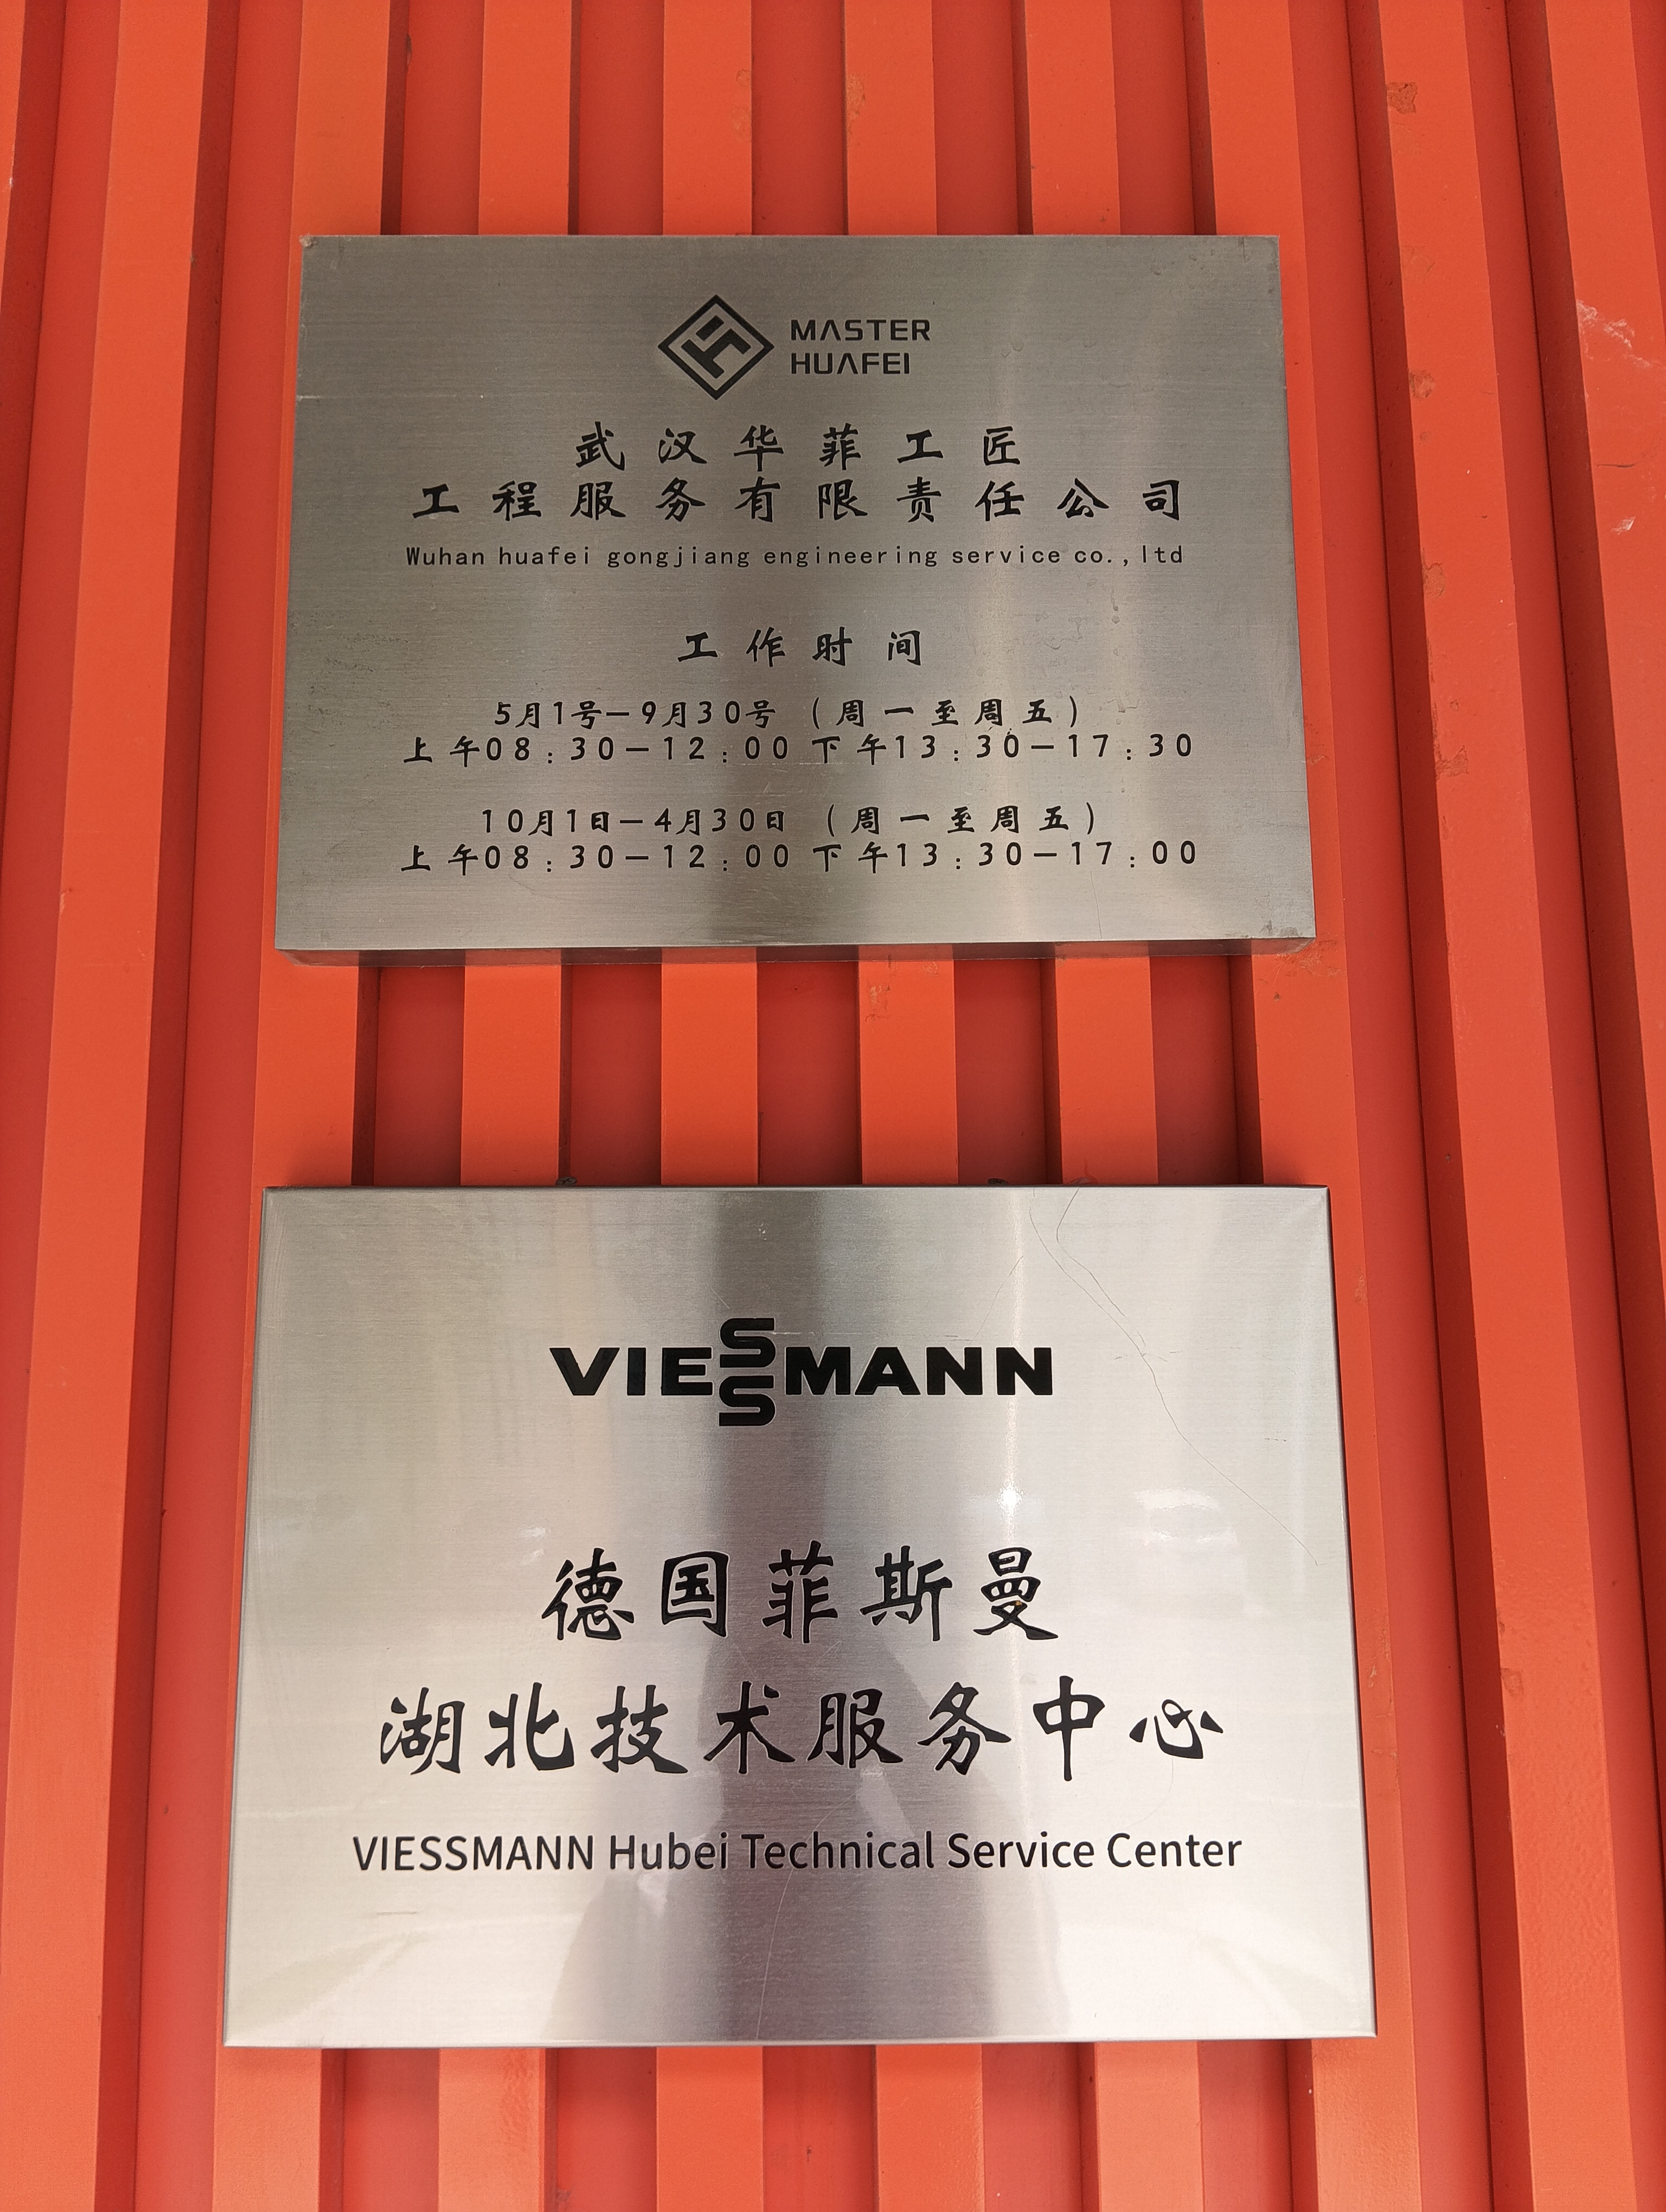 MASTER
HUAFEI
武汉华菲工匠
工程服务有限责任公司
Wuhan huafei gongjiang engineering service co.,ltd
工作时间
5月1号—9月30号（周一至周五）
上午08:30—12:00 下午13:30—17:30
10月1日—4月30日（周一至周五）
上午08:30—12:00 下午13:30—17:00
VIESSMANN
德国菲斯曼
湖北技术服务中心
VIESSMANN Hubei Technical Service Center